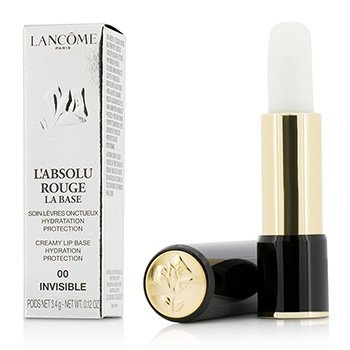 LANCÔME
PARIS
L'ABSOLU
ROUGE
LA BASE
SOIN LÈVRES ONCTUEUX
HYDRATATION
PROTECTION
CREAMY LIP BASE
HYDRATION
PROTECTION
00
INVISIBLE
POIDS NET 3.4g - NET WT. 0.12 OZ